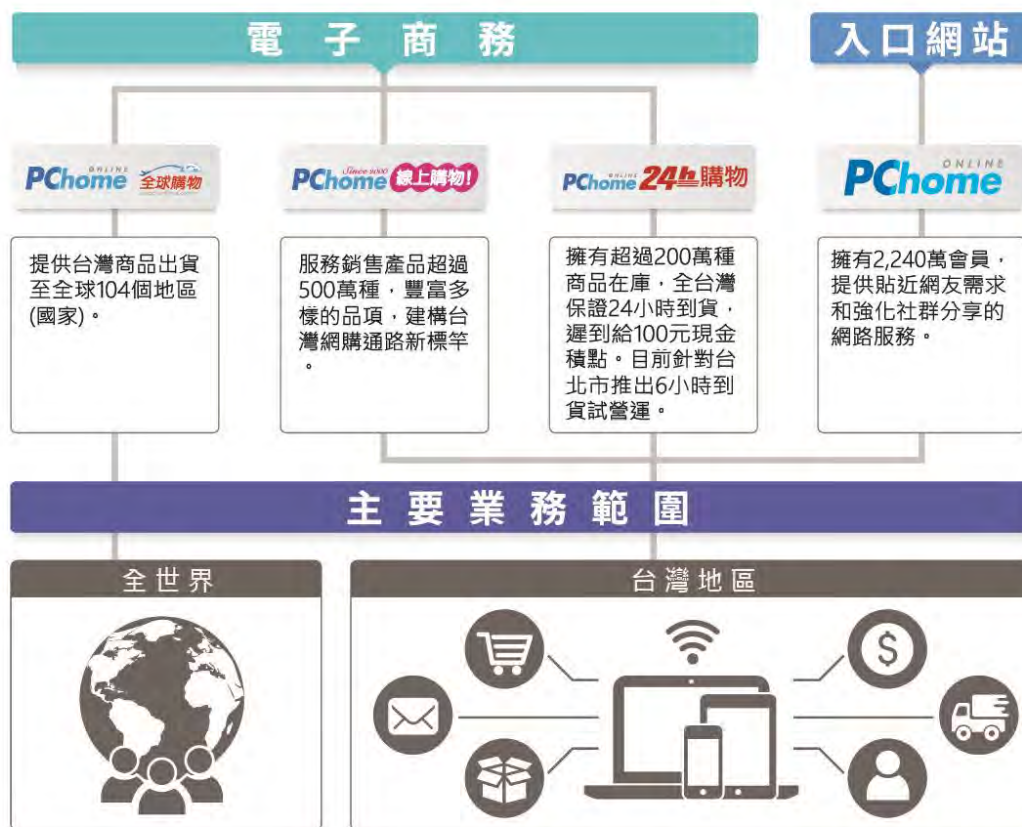 電子商務
入口網站
PChome ONLINE 全球購物
PChome Since 2000 線上購物!
PChome ONLINE 24h購物
PChome ONLINE
提供台灣商品出貨
至全球104個地區
(國家)。
服務銷售產品超過
500萬種，豐富多
樣的品項，建構台
灣網購通路新標竿
。
擁有超過200萬種
商品在庫，全台灣
保證24小時到貨，
遲到給100元現金
積點。目前針對台
北市推出6小時到
貨試營運。
擁有2,240萬會員，
提供貼近網友需求
和強化社群分享的
網路服務。
主要業務範圍
全世界
台灣地區
$